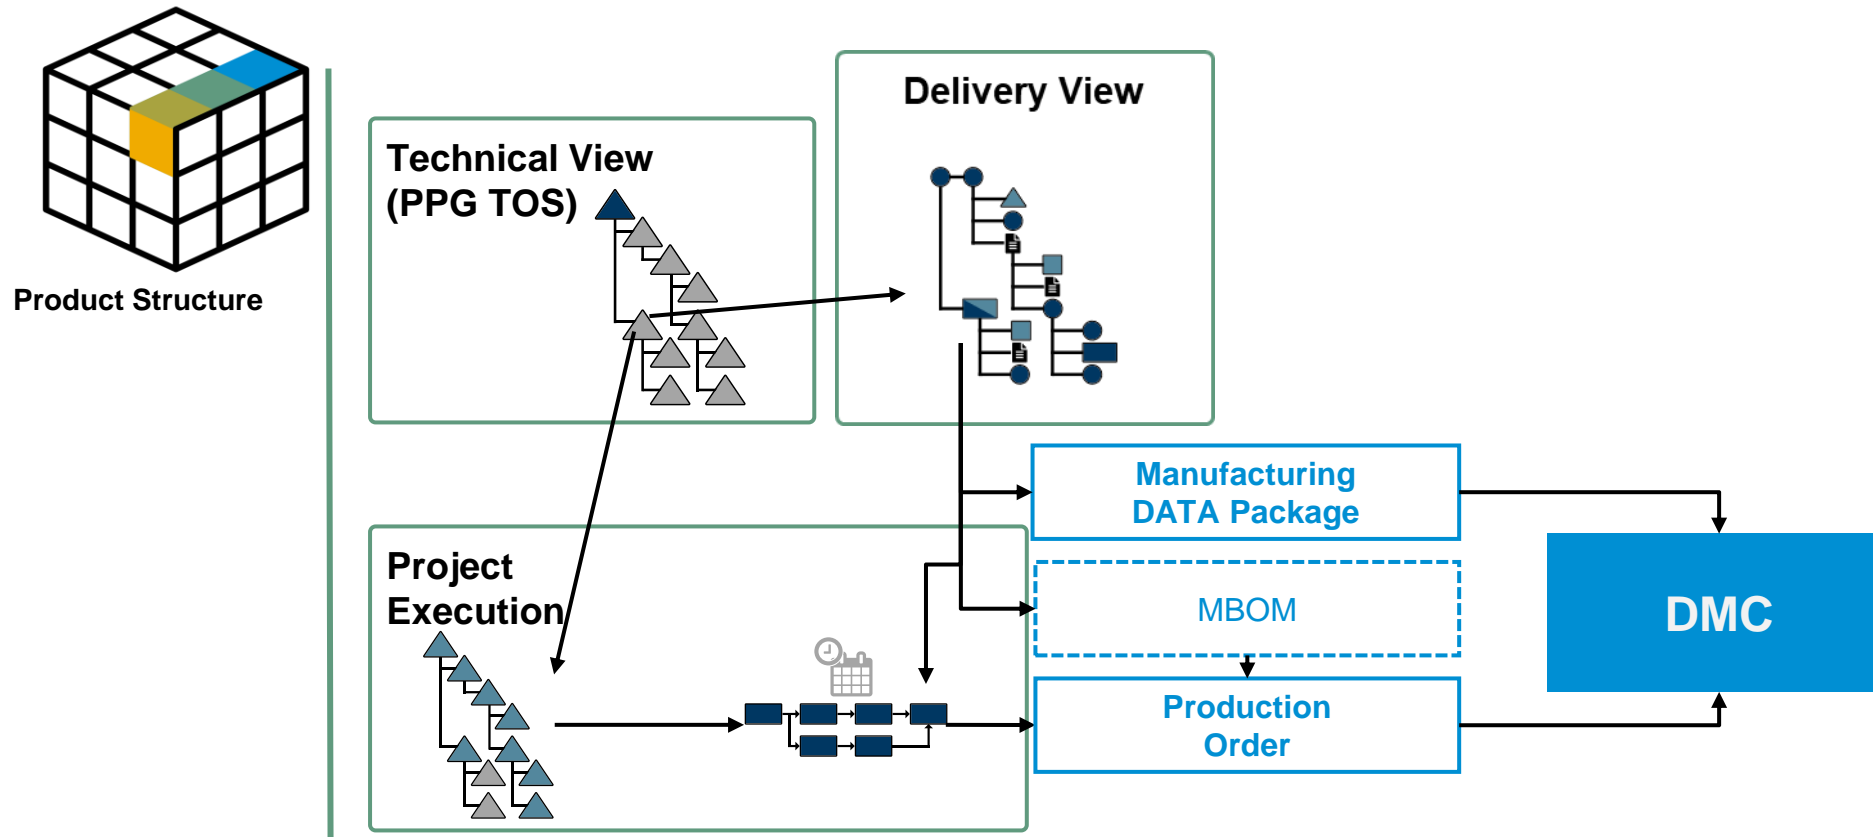 Product Structure
Technical View
(PPG TOS)
Delivery View
Project
Execution
Manufacturing
DATA Package
MBOM
Production
Order
DMC